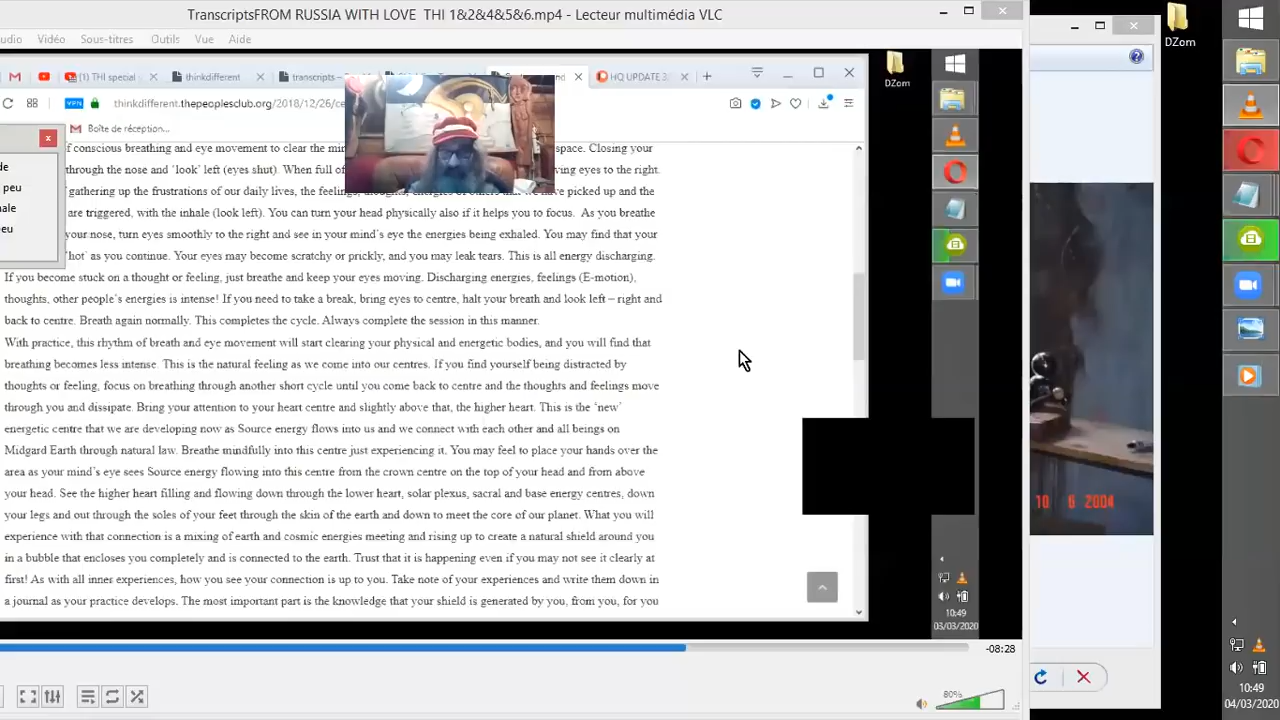 TranscriptsFROM RUSSIA WITH LOVE THI 1&2&4&5&6.mp4 - Lecteur multimédia VLC
DZom
udio Vidéo Sous-titres Outils Vue Aide
(1) THI special thinkdifferent transcripts HQ UPDATE 3
DZom
VPN thinkdifferent.thepeoplesclub.org/2018/12/26/ce
Boîte de réception...
de
peu
nale
peu
f conscious breathing and eye movement to clear the min space. Closing your
through the nose and ‘look’ left (eyes shut). When full of ving eyes to the right.
gathering up the frustrations of our daily lives, the feelings, thoughts, energies of others that we have picked up and the
are triggered, with the inhale (look left). You can turn your head physically also if it helps you to focus. As you breathe
your nose, turn eyes smoothly to the right and see in your mind’s eye the energies being exhaled. You may find that your
‘hot’ as you continue. Your eyes may become scratchy or prickly, and you may leak tears. This is all energy discharging.
If you become stuck on a thought or feeling, just breathe and keep your eyes moving. Discharging energies, feelings (E-motion),
thoughts, other people’s energies is intense! If you need to take a break, bring eyes to centre, halt your breath and look left – right and
back to centre. Breath again normally. This completes the cycle. Always complete the session in this manner.
With practice, this rhythm of breath and eye movement will start clearing your physical and energetic bodies, and you will find that
breathing becomes less intense. This is the natural feeling as we come into our centres. If you find yourself being distracted by
thoughts or feeling, focus on breathing through another short cycle until you come back to centre and the thoughts and feelings move
through you and dissipate. Bring your attention to your heart centre and slightly above that, the higher heart. This is the ‘new’
energetic centre that we are developing now as Source energy flows into us and we connect with each other and all beings on
Midgard Earth through natural law. Breathe mindfully into this centre just experiencing it. You may feel to place your hands over the
area as your mind’s eye sees Source energy flowing into this centre from the crown centre on the top of your head and from above
your head. See the higher heart filling and flowing down through the lower heart, solar plexus, sacral and base energy centres, down
your legs and out through the soles of your feet through the skin of the earth and down to meet the core of our planet. What you will
experience with that connection is a mixing of earth and cosmic energies meeting and rising up to create a natural shield around you
in a bubble that encloses you completely and is connected to the earth. Trust that it is happening even if you may not see it clearly at
first! As with all inner experiences, how you see your connection is up to you. Take note of your experiences and write them down in
a journal as your practice develops. The most important part is the knowledge that your shield is generated by you, from you, for you
10 6 2004
10:49
03/03/2020
-08:28
80%
10:49
04/03/2020